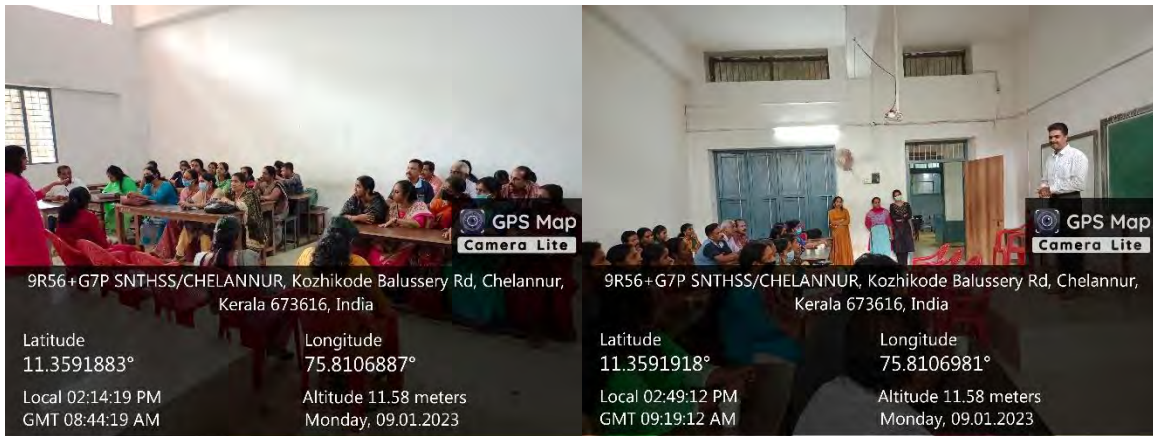 GPS Map
Camera Lite
9R56+G7P SNTHSS/CHELANNUR, Kozhikode Balussery Rd, Chelannur,
Kerala 673616, India
Latitude
11.3591883°
Longitude
75.8106887°
Local 02:14:19 PM
GMT 08:44:19 AM
Altitude 11.58 meters
Monday, 09.01.2023
GPS Map
Camera Lite
9R56+G7P SNTHSS/CHELANNUR, Kozhikode Balussery Rd, Chelannur,
Kerala 673616, India
Latitude
11.3591918°
Longitude
75.8106981°
Local 02:49:12 PM
GMT 09:19:12 AM
Altitude 11.58 meters
Monday, 09.01.2023